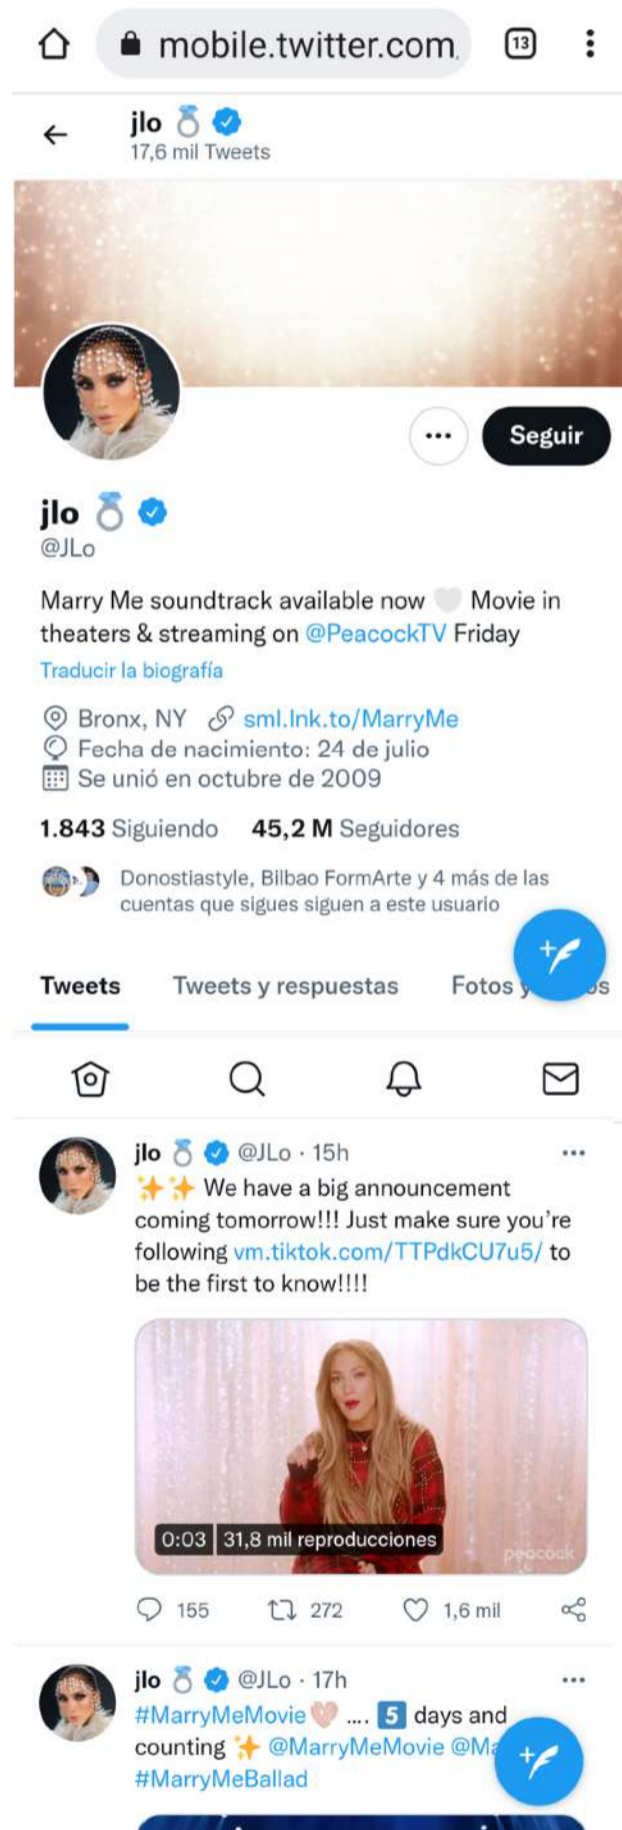 mobile.twitter.com
13
jlo
17,6 mil Tweets
Seguir
jlo
@JLo
Marry Me soundtrack available now 🤍 Movie in
theaters & streaming on @PeacockTV Friday
Traducir la biografía
Bronx, NY sml.lnk.to/MarryMe
Fecha de nacimiento: 24 de julio
Se unió en octubre de 2009
1.843 Siguiendo 45,2 M Seguidores
Donostiastyle, Bilbao FormArte y 4 más de las
cuentas que sigues siguen a este usuario
Tweets Tweets y respuestas Fotos y
jlo @JLo · 15h
✨✨ We have a big announcement
coming tomorrow!!! Just make sure you're
following vm.tiktok.com/TTPdkCU7u5/ to
be the first to know!!!!
0:03 31,8 mil reproducciones
peacock
155 272 1,6 mil
jlo @JLo · 17h
#MarryMeMovie .... 5 days and
counting ✨ @MarryMeMovie
#MarryMeBallad